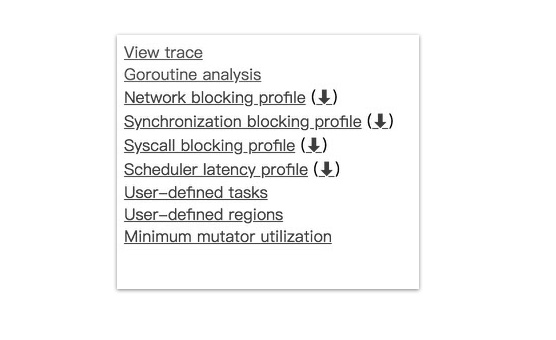 View trace
Goroutine analysis
Network blocking profile (⬇)
Synchronization blocking profile (⬇)
Syscall blocking profile (⬇)
Scheduler latency profile (⬇)
User-defined tasks
User-defined regions
Minimum mutator utilization